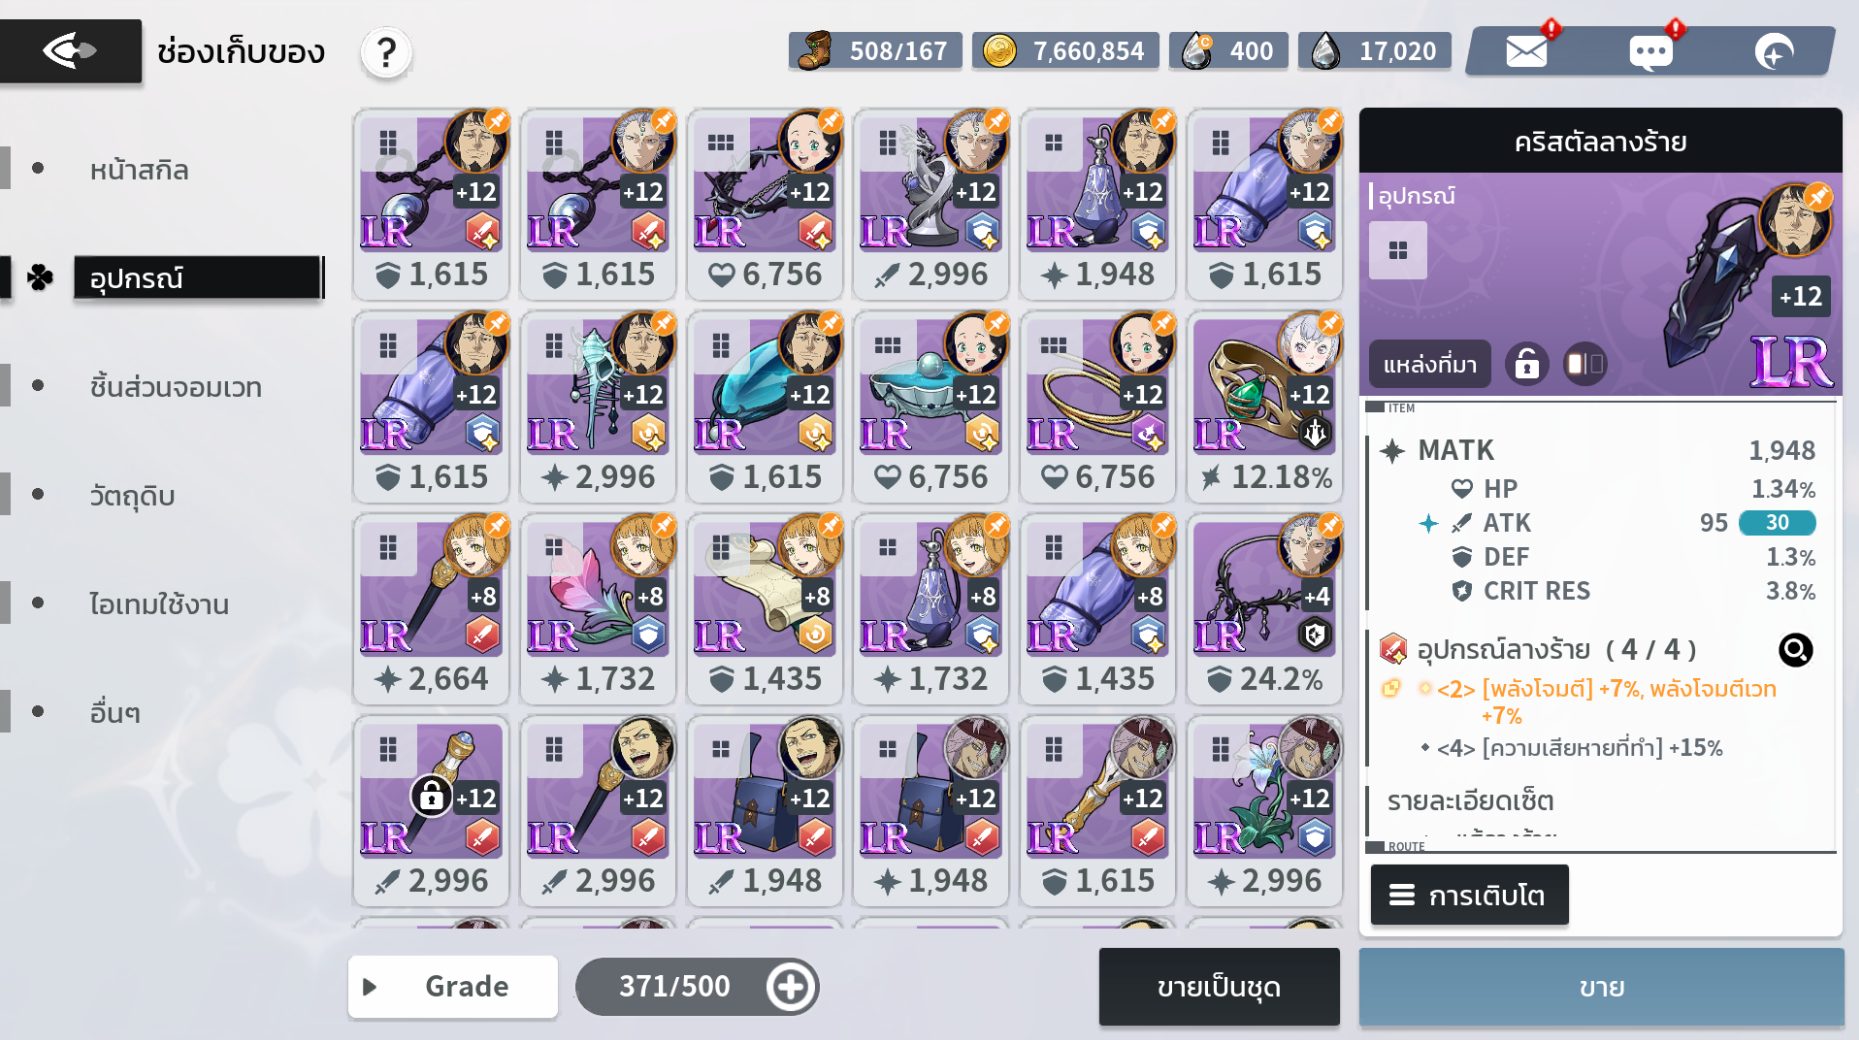 ช่องเก็บของ
?
508/167
7,660,854
400
17,020
หน้าสกิล
อุปกรณ์
ชิ้นส่วนจอมเวท
วัตถุดิบ
ไอเทมใช้งาน
อื่นๆ
+12 LR 1,615
+12 LR 1,615
+12 LR 6,756
+12 LR 2,996
+12 LR 1,948
+12 LR 1,615
+12 LR 1,615
+12 LR 2,996
+12 LR 1,615
+12 LR 6,756
+12 LR 6,756
+12 LR 12.18%
+8 LR 2,664
+8 LR 1,732
+8 LR 1,435
+8 LR 1,732
+8 LR 1,435
+4 LR 24.2%
+12 LR 2,996
+12 LR 2,996
+12 LR 1,948
+12 LR 1,948
+12 LR 1,615
+12 LR 2,996
Grade
371/500
ขายเป็นชุด
คริสตัลลางร้าย
อุปกรณ์
+12
แหล่งที่มา
LR
ITEM
MATK 1,948
HP 1.34%
ATK 95 30
DEF 1.3%
CRIT RES 3.8%
อุปกรณ์ลางร้าย ( 4 / 4 )
<2> [พลังโจมตี] +7%, พลังโจมตีเวท
+7%
<4> [ความเสียหายที่ทำ] +15%
รายละเอียดเซ็ต
ROUTE
การเติบโต
ขาย